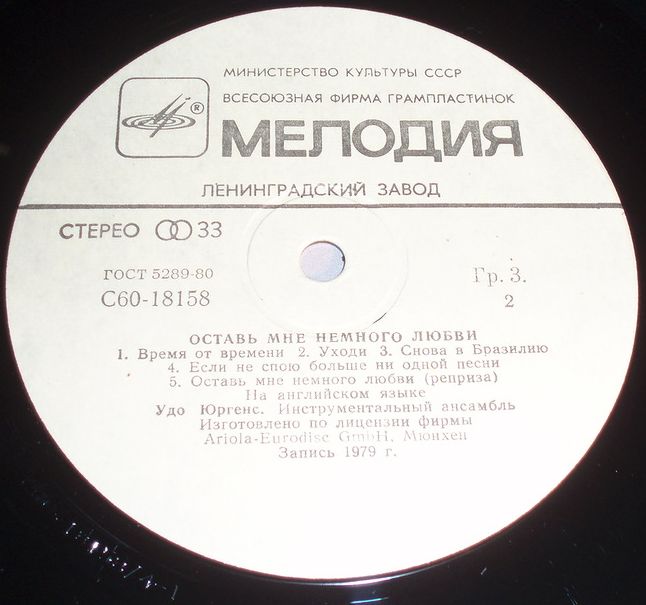 МИНИСТЕРСТВО КУЛЬТУРЫ СССР
ВСЕСОЮЗНАЯ ФИРМА ГРАМПЛАСТИНОК
®
МЕЛОДИЯ
ЛЕНИНГРАДСКИЙ ЗАВОД
СТЕРЕО 33
ГОСТ 5289-80
Гр. 3.
С60-18158
2
ОСТАВЬ МНЕ НЕМНОГО ЛЮБВИ
1. Время от времени 2. Уходи 3. Снова в Бразилию
4. Если не спою больше ни одной песни
5. Оставь мне немного любви (реприза)
На английском языке
Удо Юргенс. Инструментальный ансамбль
Изготовлено по лицензии фирмы
Ariola-Eurodisc GmbH, Мюнхен
Запись 1979 г.